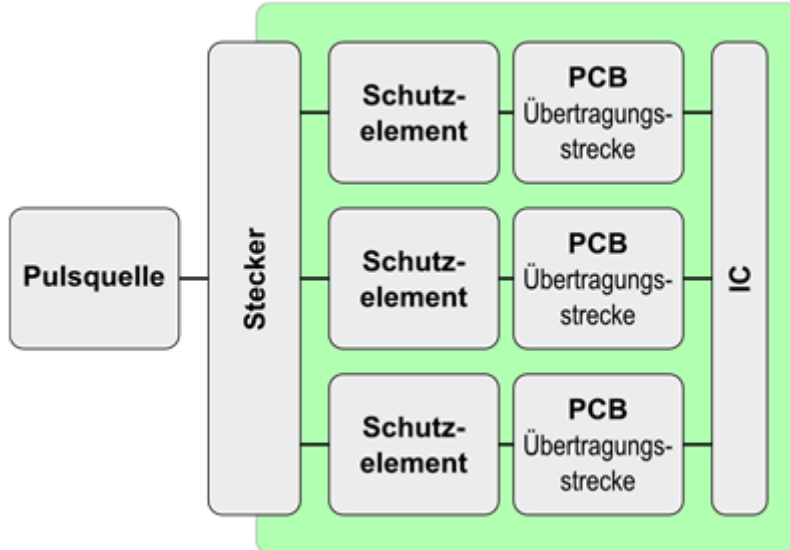 Pulsquelle
Stecker
Schutz-
element
PCB
Übertragungs-
strecke
Schutz-
element
PCB
Übertragungs-
strecke
Schutz-
element
PCB
Übertragungs-
strecke
IC